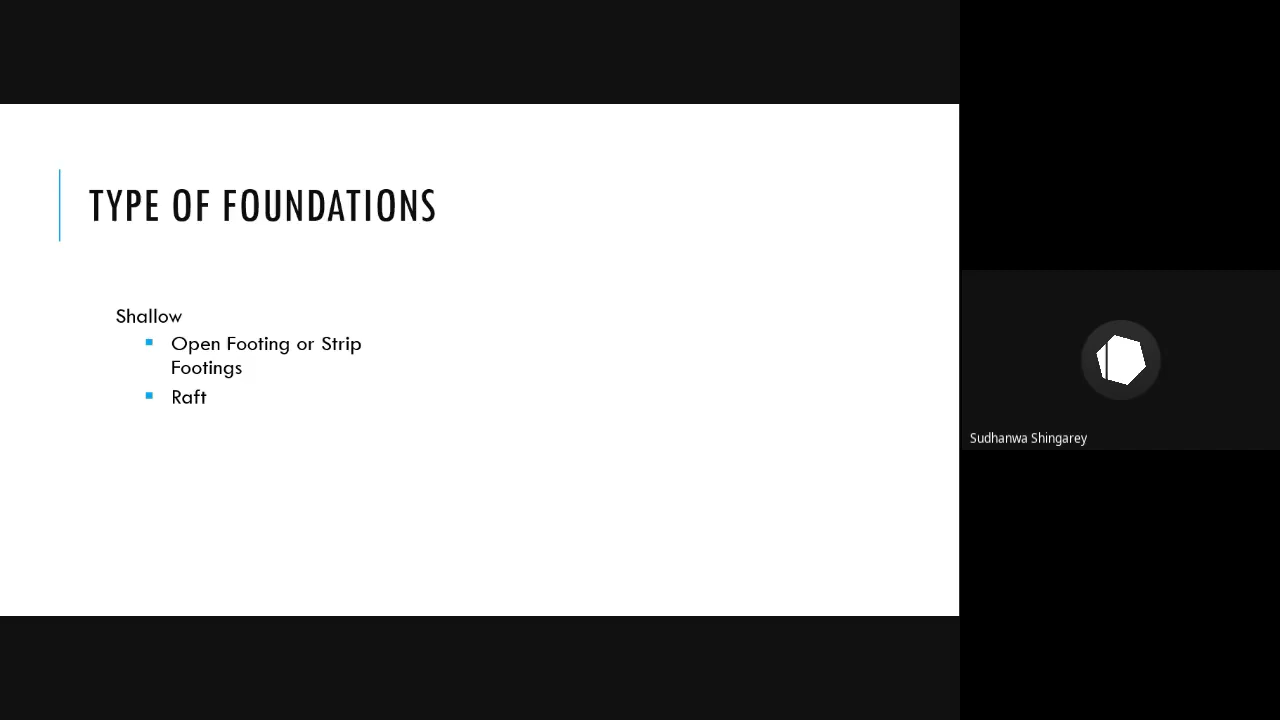 TYPE OF FOUNDATIONS
Shallow
Open Footing or Strip
Footings
Raft
Sudhanwa Shingarey